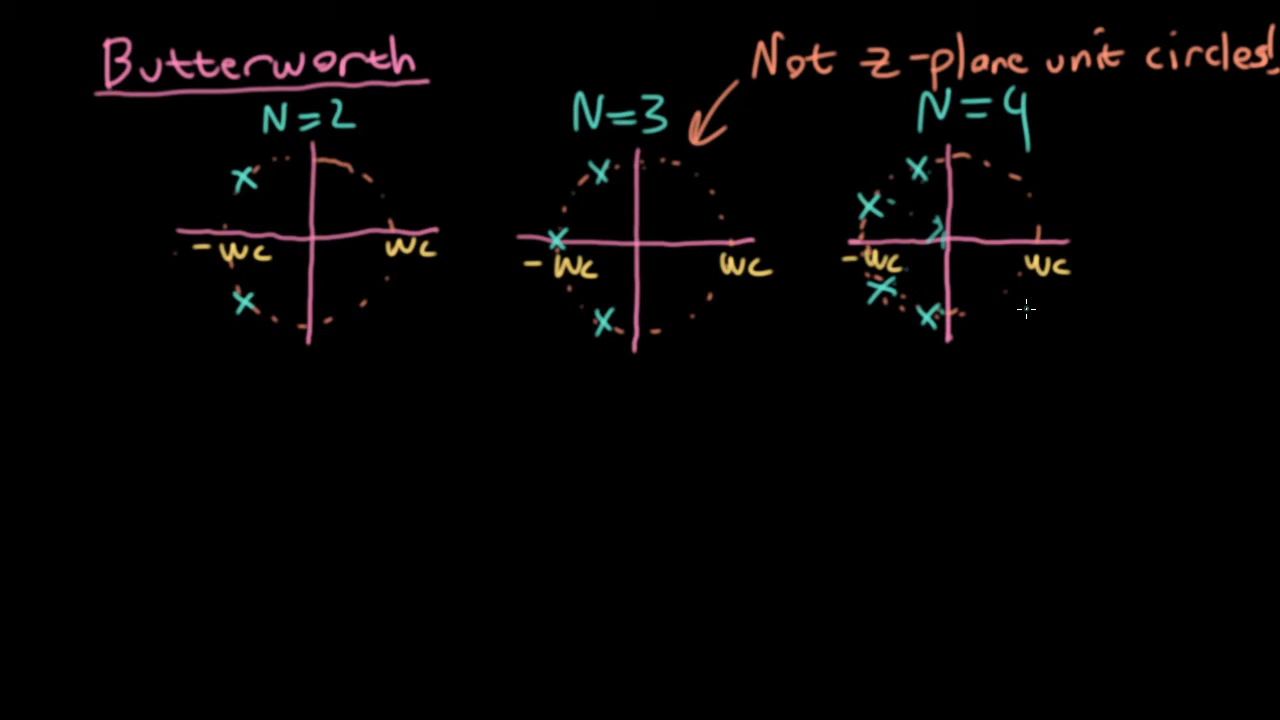 Butterworth
Not z-plane unit circles!
N=2
N=3
N=4
-wc wc
-wc wc
-wc wc